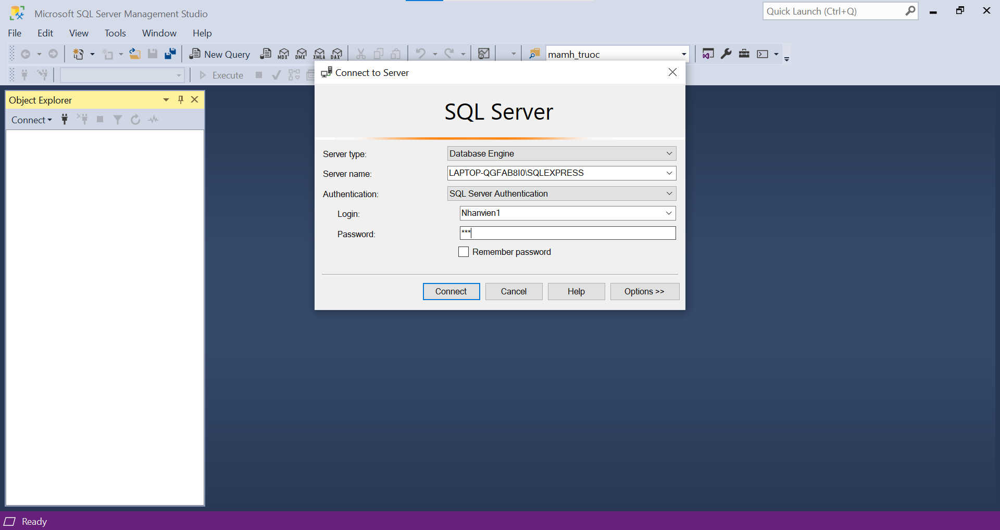 Microsoft SQL Server Management Studio
Quick Launch (Ctrl+Q)
File Edit View Tools Window Help
New Query MDX DMX XMLA DAX mamh_truoc
Execute
Connect to Server
Object Explorer
Connect
SQL Server
Server type: Database Engine
Server name: LAPTOP-QGFAB8I0\SQLEXPRESS
Authentication: SQL Server Authentication
Login: Nhanvien1
Password: ***
Remember password
Connect Cancel Help Options >>
Ready